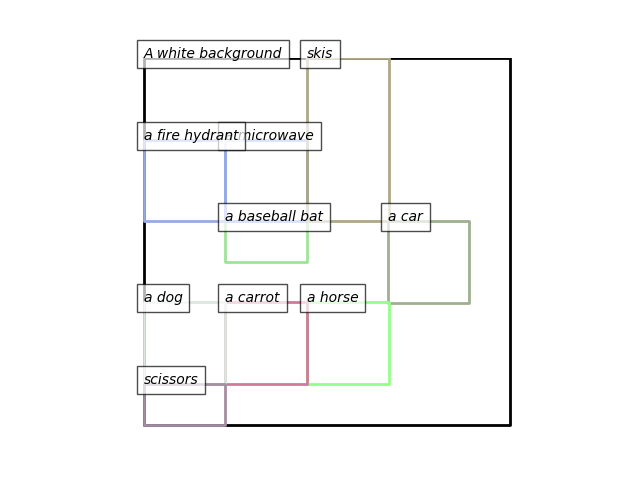 A white background
skis
a fire hydrant
microwave
a baseball bat
a car
a dog
a carrot
a horse
scissors